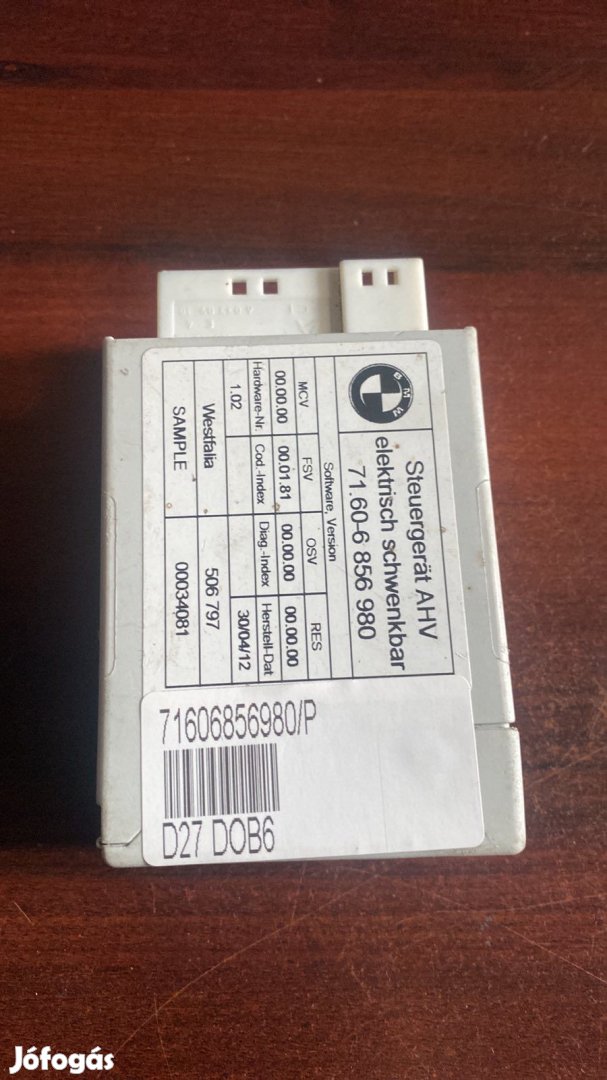 BMW
Steuergerät AHV
elektrisch schwenkbar
71.60-6 856 980
Software, Version
MCV FSV OSV RES
00.00.00 00.01.81 00.00.00 00.00.00
Hardware-Nr. Cod.-Index Diag.-Index Herstell-Dat
1.02 30/04/12
Westfalia 506 797
SAMPLE 00034081
71606856980/P
D27 DOB6
Jófogás